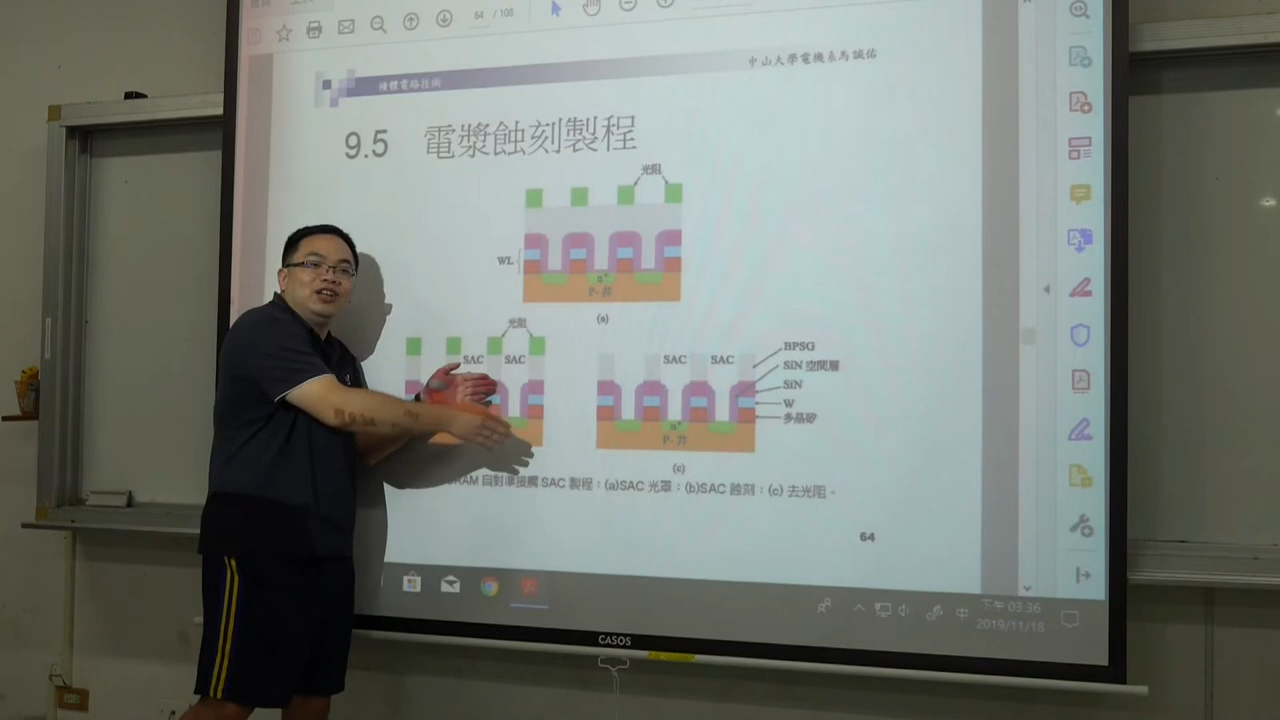 64 / 108
積體電路技術
中山大學電機系馬誠佑
9.5 電漿蝕刻製程
光阻
WL
n+
P- 井
(a)
光阻
SAC
SAC
SAC
SAC
BPSG
SiN 空間層
SiN
W
多晶矽
n+
P- 井
(c)
RAM 自對準接觸 SAC 製程：(a)SAC 光罩；(b)SAC 蝕刻；(c) 去光阻。
64
中
下午 03:36
2019/11/18
CASOS